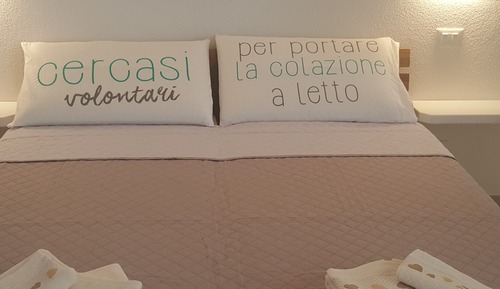 cercasi
volontari
per portare
la colazione
a letto